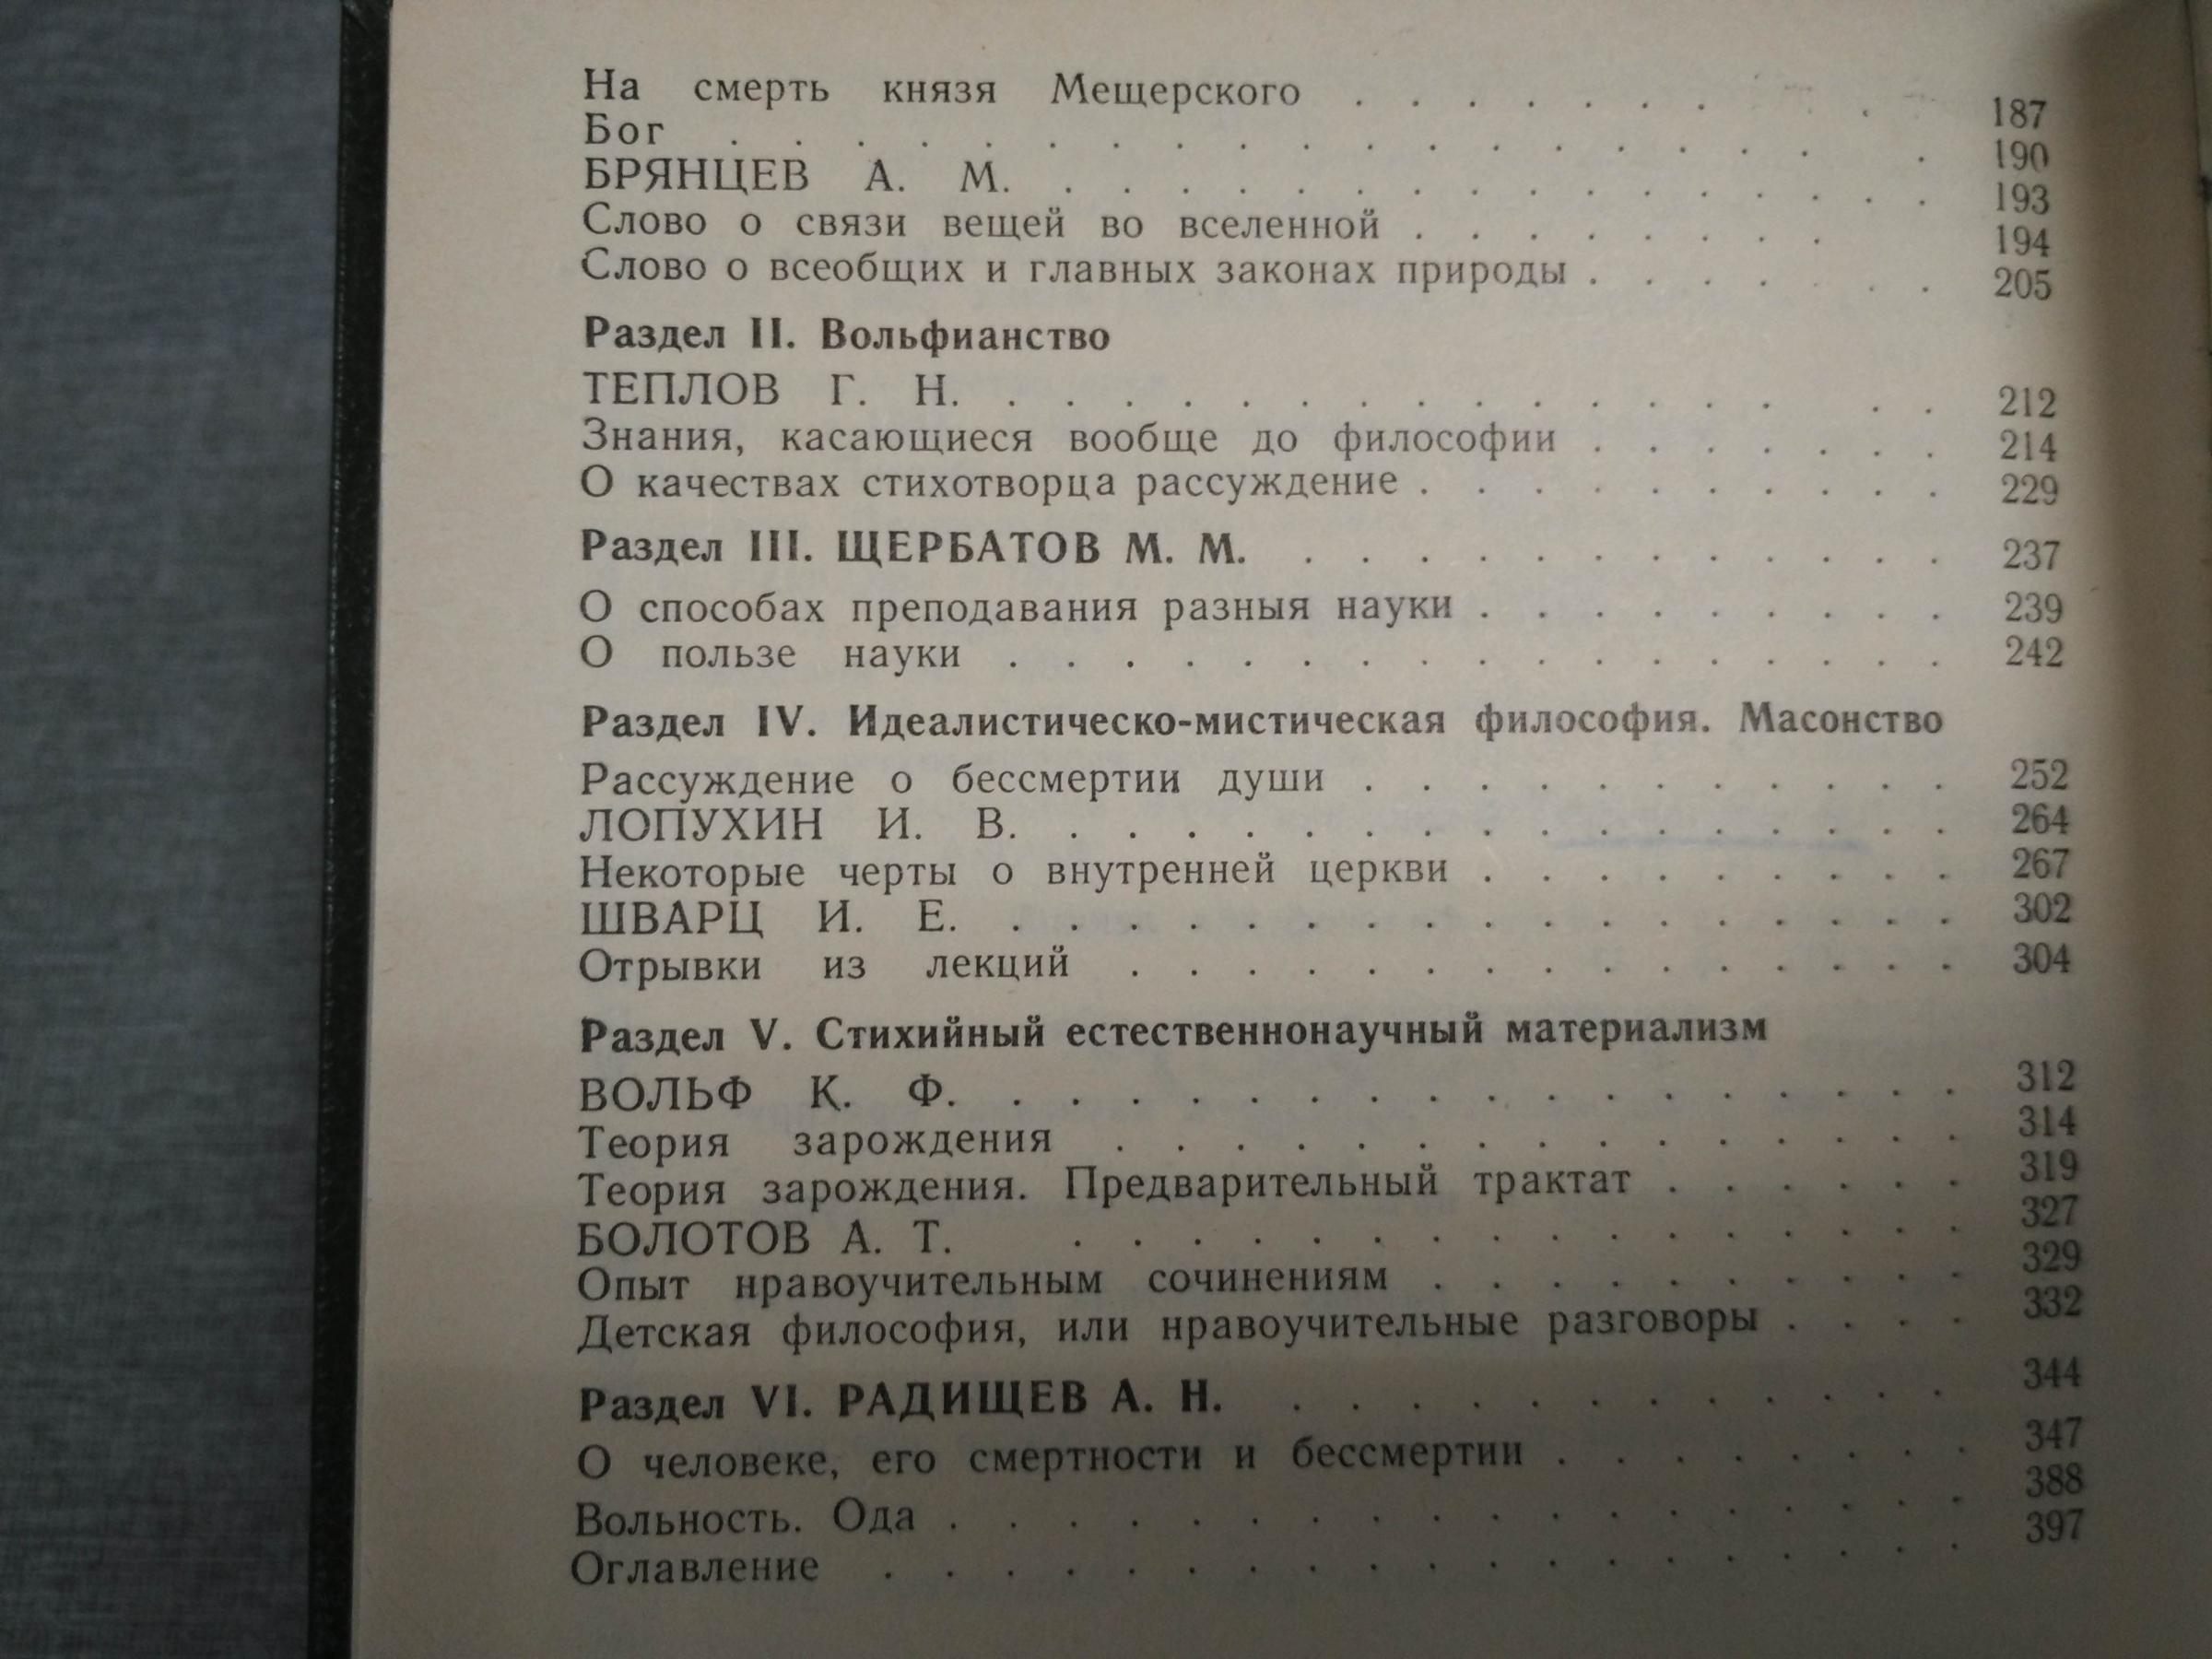 На смерть князя Мещерского . . . . . . . . 187
Бог . . . . . . . . . . . . . . . . . . . 190
БРЯНЦЕВ А. М. . . . . . . . . . . . . . . . 193
Слово о связи вещей во вселенной . . . . . . . . 194
Слово о всеобщих и главных законах природы . . . . . . . 205
Раздел II. Вольфианство
ТЕПЛОВ Г. Н. . . . . . . . . . . . . . . . . 212
Знания, касающиеся вообще до философии . . . . . . . 214
О качествах стихотворца рассуждение . . . . . . . . . . 229
Раздел III. ЩЕРБАТОВ М. М. . . . . . . . . . . . . 237
О способах преподавания разныя науки . . . . . . . . . 239
О пользе науки . . . . . . . . . . . . . . . . . 242
Раздел IV. Идеалистическо-мистическая философия. Масонство
Рассуждение о бессмертии души . . . . . . . . . . . 252
ЛОПУХИН И. В. . . . . . . . . . . . . . . . . 264
Некоторые черты о внутренней церкви . . . . . . . . . 267
ШВАРЦ И. Е. . . . . . . . . . . . . . . . . . 302
Отрывки из лекций . . . . . . . . . . . . . . . 304
Раздел V. Стихийный естественнонаучный материализм
ВОЛЬФ К. Ф. . . . . . . . . . . . . . . . . . 312
Теория зарождения . . . . . . . . . . . . . . . 314
Теория зарождения. Предварительный трактат . . . . . . 319
БОЛОТОВ А. Т. . . . . . . . . . . . . . . . . 327
Опыт нравоучительным сочинениям . . . . . . . . . . 329
Детская философия, или нравоучительные разговоры . . . . 332
Раздел VI. РАДИЩЕВ А. Н. . . . . . . . . . . . . 344
О человеке, его смертности и бессмертии . . . . . . . . 347
Вольность. Ода . . . . . . . . . . . . . . . . . . 388
Оглавление . . . . . . . . . . . . . . . . . . . 397